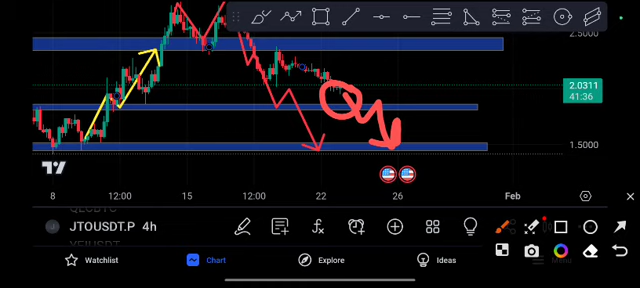 2.5000
2.0311
41:36
1.5000
8 12:00 15 12:00 22 26 Feb
JTOUSDT.P 4h
Watchlist Chart Explore Ideas Menu